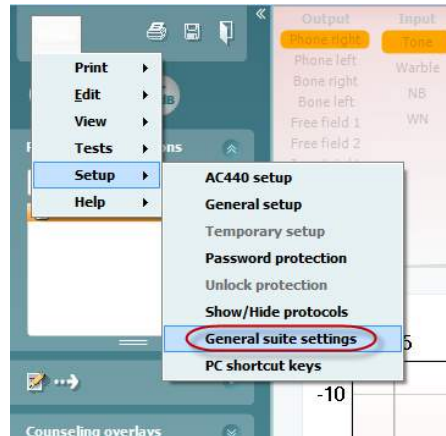 Output Input
Phone right Tone
Phone left Warble
Bone right NB
Bone left WN
Free field 1
Free field 2
Print
Edit
View
Tests
Setup
Help
AC440 setup
General setup
Temporary setup
Password protection
Unlock protection
Show/Hide protocols
General suite settings
PC shortcut keys
-10
Counseling overlays